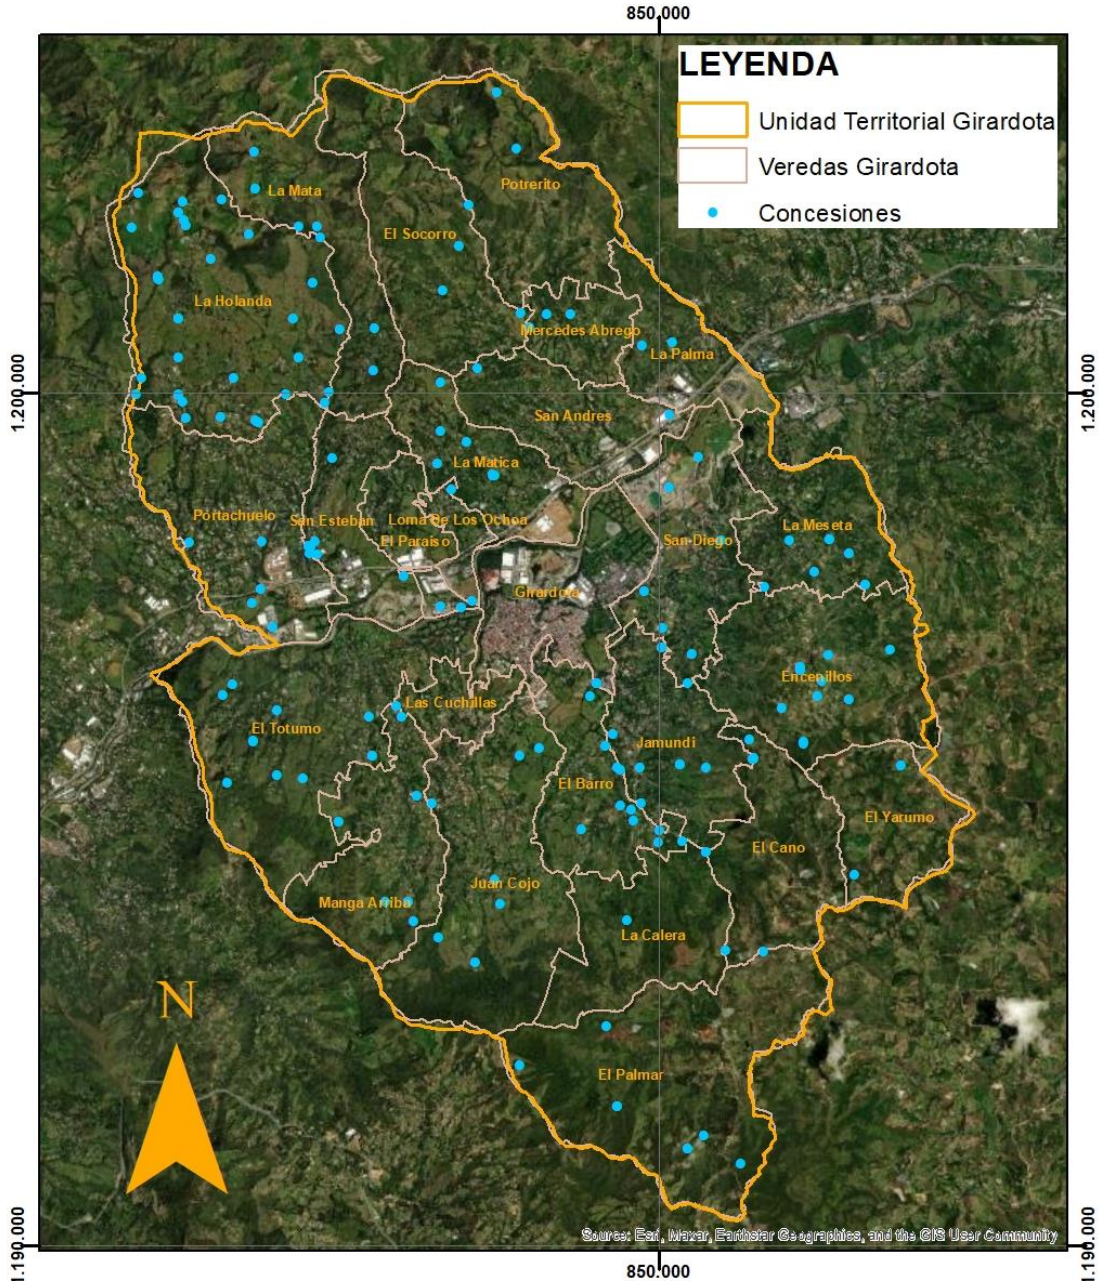 850.000
LEYENDA
Unidad Territorial Girardota
Veredas Girardota
Concesiones
La Mata
Potrerito
El Socorro
La Holanda
Mercedes Abrego
La Palma
1.200.000
1.200.000
San Andres
La Matica
Portachuelo
San Esteban
Loma De Los Ochoa
El Paraiso
San Diego
La Meseta
Girardota
Encenillos
Las Cuchillas
El Totumo
Jamundi
El Barro
El Yarumo
El Cano
Juan Cojo
Manga Arriba
La Calera
N
El Palmar
Source: Esri, Maxar, Earthstar Geographics, and the GIS User Community
1.190.000
1.190.000
850.000